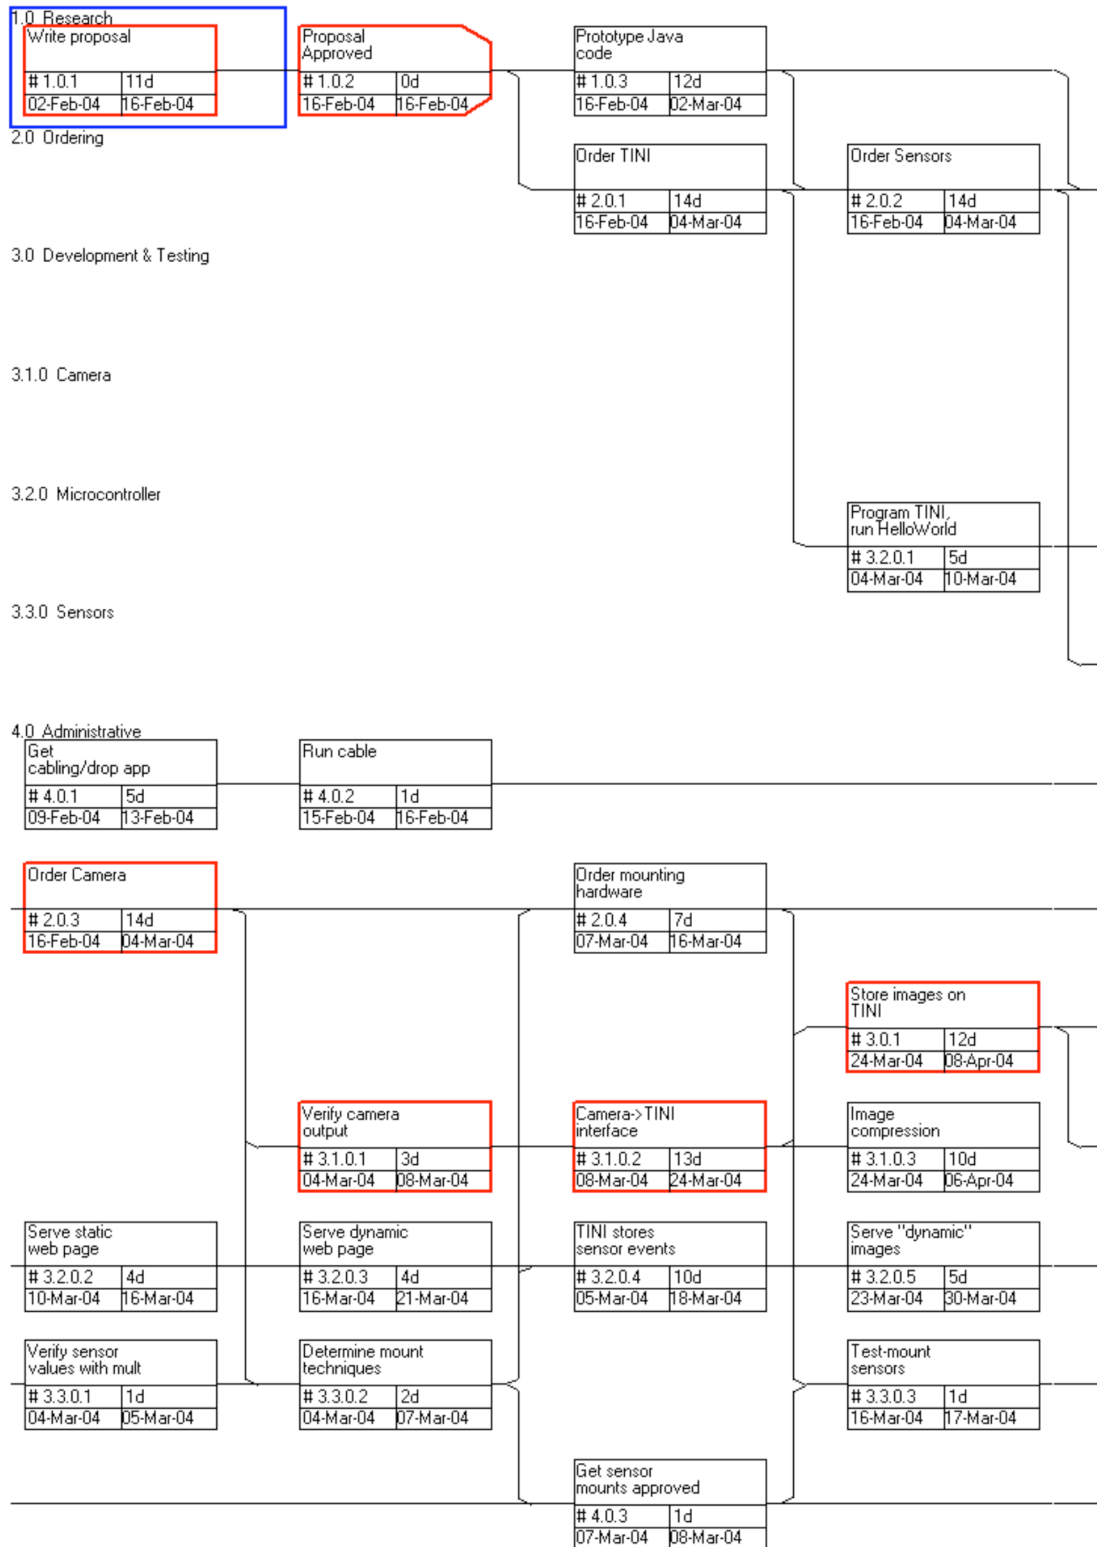 1.0 Research
Write proposal
# 1.0.1 11d
02-Feb-04 16-Feb-04
Proposal
Approved
# 1.0.2 0d
16-Feb-04 16-Feb-04
Prototype Java
code
# 1.0.3 12d
16-Feb-04 02-Mar-04
2.0 Ordering
Order TINI
# 2.0.1 14d
16-Feb-04 04-Mar-04
Order Sensors
# 2.0.2 14d
16-Feb-04 04-Mar-04
3.0 Development & Testing
3.1.0 Camera
3.2.0 Microcontroller
Program TINI,
run HelloWorld
# 3.2.0.1 5d
04-Mar-04 10-Mar-04
3.3.0 Sensors
4.0 Administrative
Get
cabling/drop app
# 4.0.1 5d
09-Feb-04 13-Feb-04
Run cable
# 4.0.2 1d
15-Feb-04 16-Feb-04
Order Camera
# 2.0.3 14d
16-Feb-04 04-Mar-04
Order mounting
hardware
# 2.0.4 7d
07-Mar-04 16-Mar-04
Store images on
TINI
# 3.0.1 12d
24-Mar-04 08-Apr-04
Verify camera
output
# 3.1.0.1 3d
04-Mar-04 08-Mar-04
Camera->TINI
interface
# 3.1.0.2 13d
08-Mar-04 24-Mar-04
Image
compression
# 3.1.0.3 10d
24-Mar-04 06-Apr-04
Serve static
web page
# 3.2.0.2 4d
10-Mar-04 16-Mar-04
Serve dynamic
web page
# 3.2.0.3 4d
16-Mar-04 21-Mar-04
TINI stores
sensor events
# 3.2.0.4 10d
05-Mar-04 18-Mar-04
Serve "dynamic"
images
# 3.2.0.5 5d
23-Mar-04 30-Mar-04
Verify sensor
values with mult
# 3.3.0.1 1d
04-Mar-04 05-Mar-04
Determine mount
techniques
# 3.3.0.2 2d
04-Mar-04 07-Mar-04
Test-mount
sensors
# 3.3.0.3 1d
16-Mar-04 17-Mar-04
Get sensor
mounts approved
# 4.0.3 1d
07-Mar-04 08-Mar-04